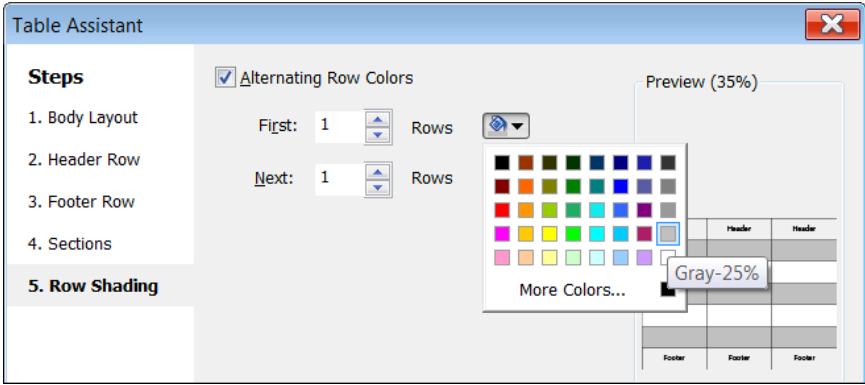 Table Assistant
Steps
1. Body Layout
2. Header Row
3. Footer Row
4. Sections
5. Row Shading
Alternating Row Colors
First: 1 Rows
Next: 1 Rows
More Colors...
Gray-25%
Preview (35%)
Header Header
Footer Footer Footer